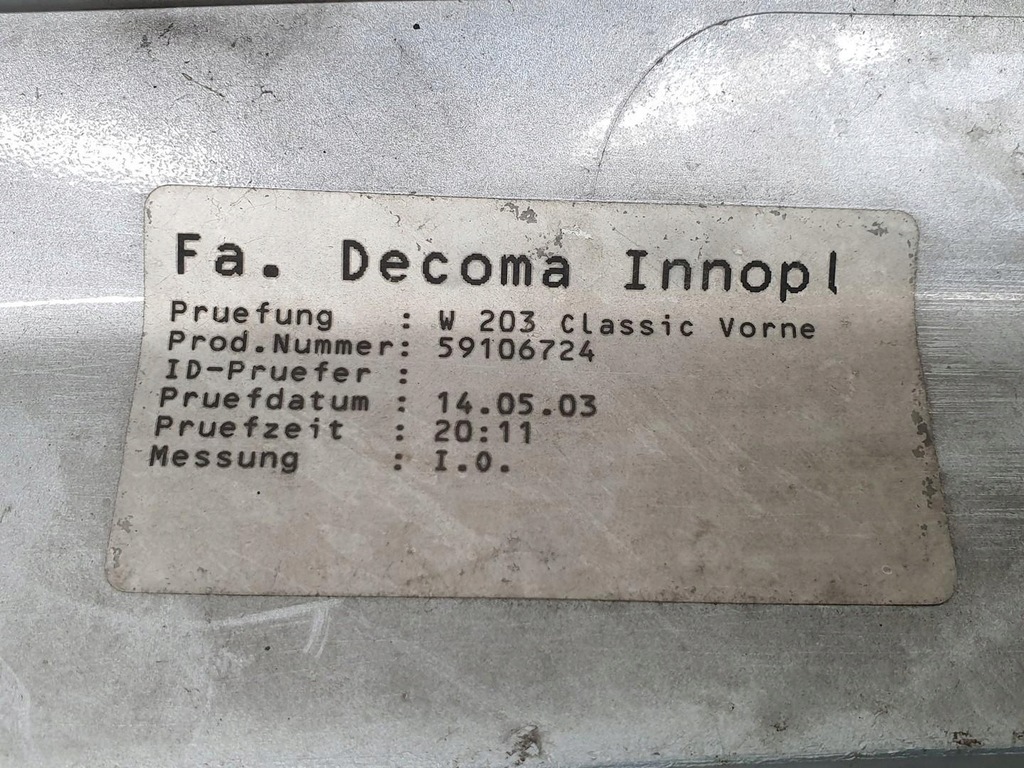 Fa. Decoma Innopl
Pruefung : W 203 Classic Vorne
Prod.Nummer: 59106724
ID-Pruefer :
Pruefdatum : 14.05.03
Pruefzeit : 20:11
Messung : I.O.